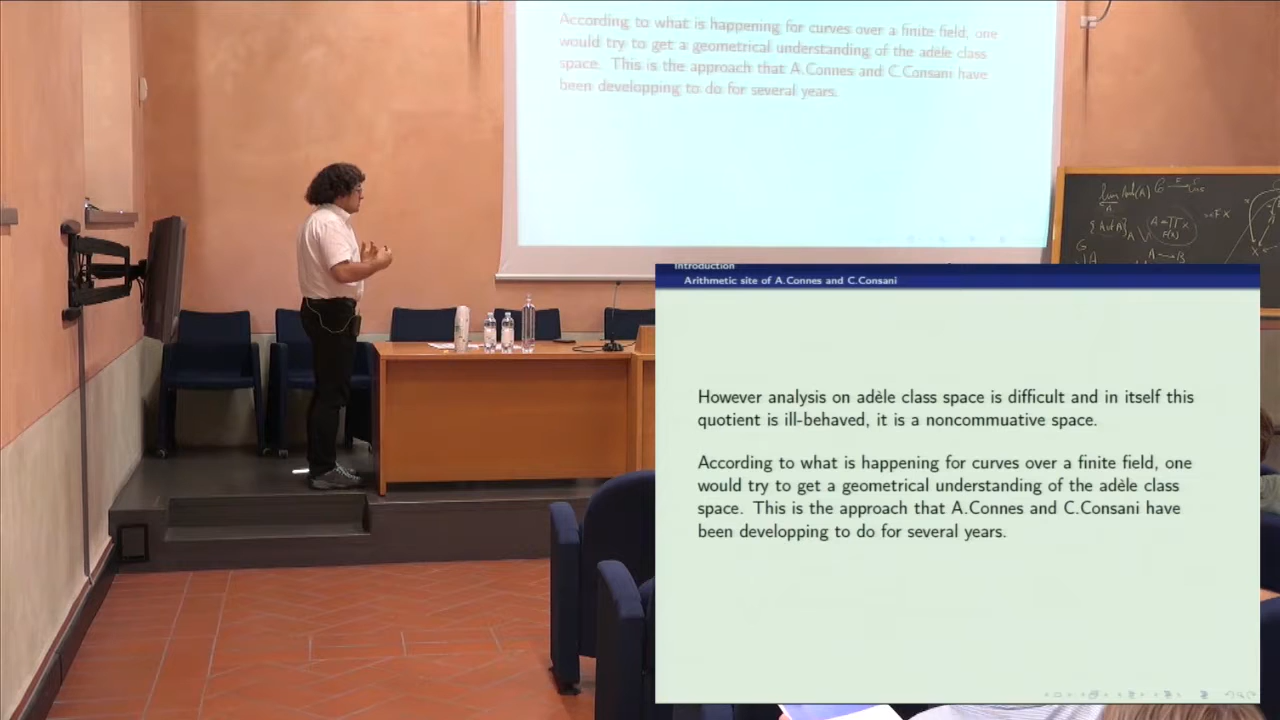 According to what is happening for curves over a finite field, one
would try to get a geometrical understanding of the adèle class
space. This is the approach that A.Connes and C.Consani have
been developping to do for several years.
Introduction
Arithmetic site of A.Connes and C.Consani
However analysis on adèle class space is difficult and in itself this
quotient is ill-behaved, it is a noncommuative space.
According to what is happening for curves over a finite field, one
would try to get a geometrical understanding of the adèle class
space. This is the approach that A.Connes and C.Consani have
been developping to do for several years.